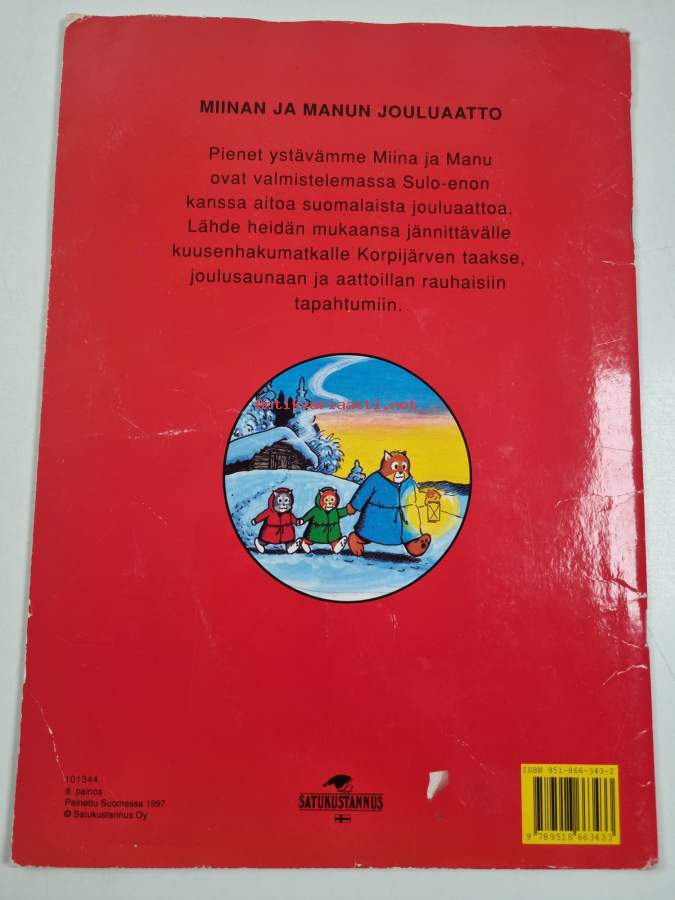 MIINAN JA MANUN JOULUAATTO
Pienet ystävämme Miina ja Manu
ovat valmistelemassa Sulo-enon
kanssa aitoa suomalaista jouluaattoa.
Lähde heidän mukaansa jännittävälle
kuusenhakumatkalle Korpijärven taakse,
joulusaunaan ja aattoillan rauhaisiin
tapahtumiin.
Antikvariaatti.net
101344
8. painos
Painettu Suomessa 1997
© Satukustannus Oy
SATUKUSTANNUS
ISBN 951-866-343-2
9 789518 663433